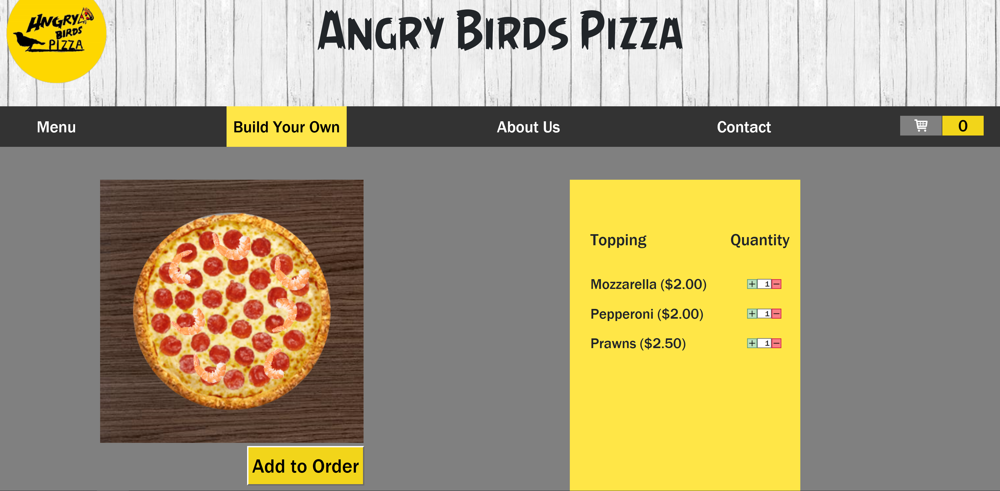 ANGRY
BIRDS
PIZZA
Angry Birds Pizza
Menu
Build Your Own
About Us
Contact
0
Topping Quantity
Mozzarella ($2.00) + 1 −
Pepperoni ($2.00) + 1 −
Prawns ($2.50) + 1 −
Add to Order